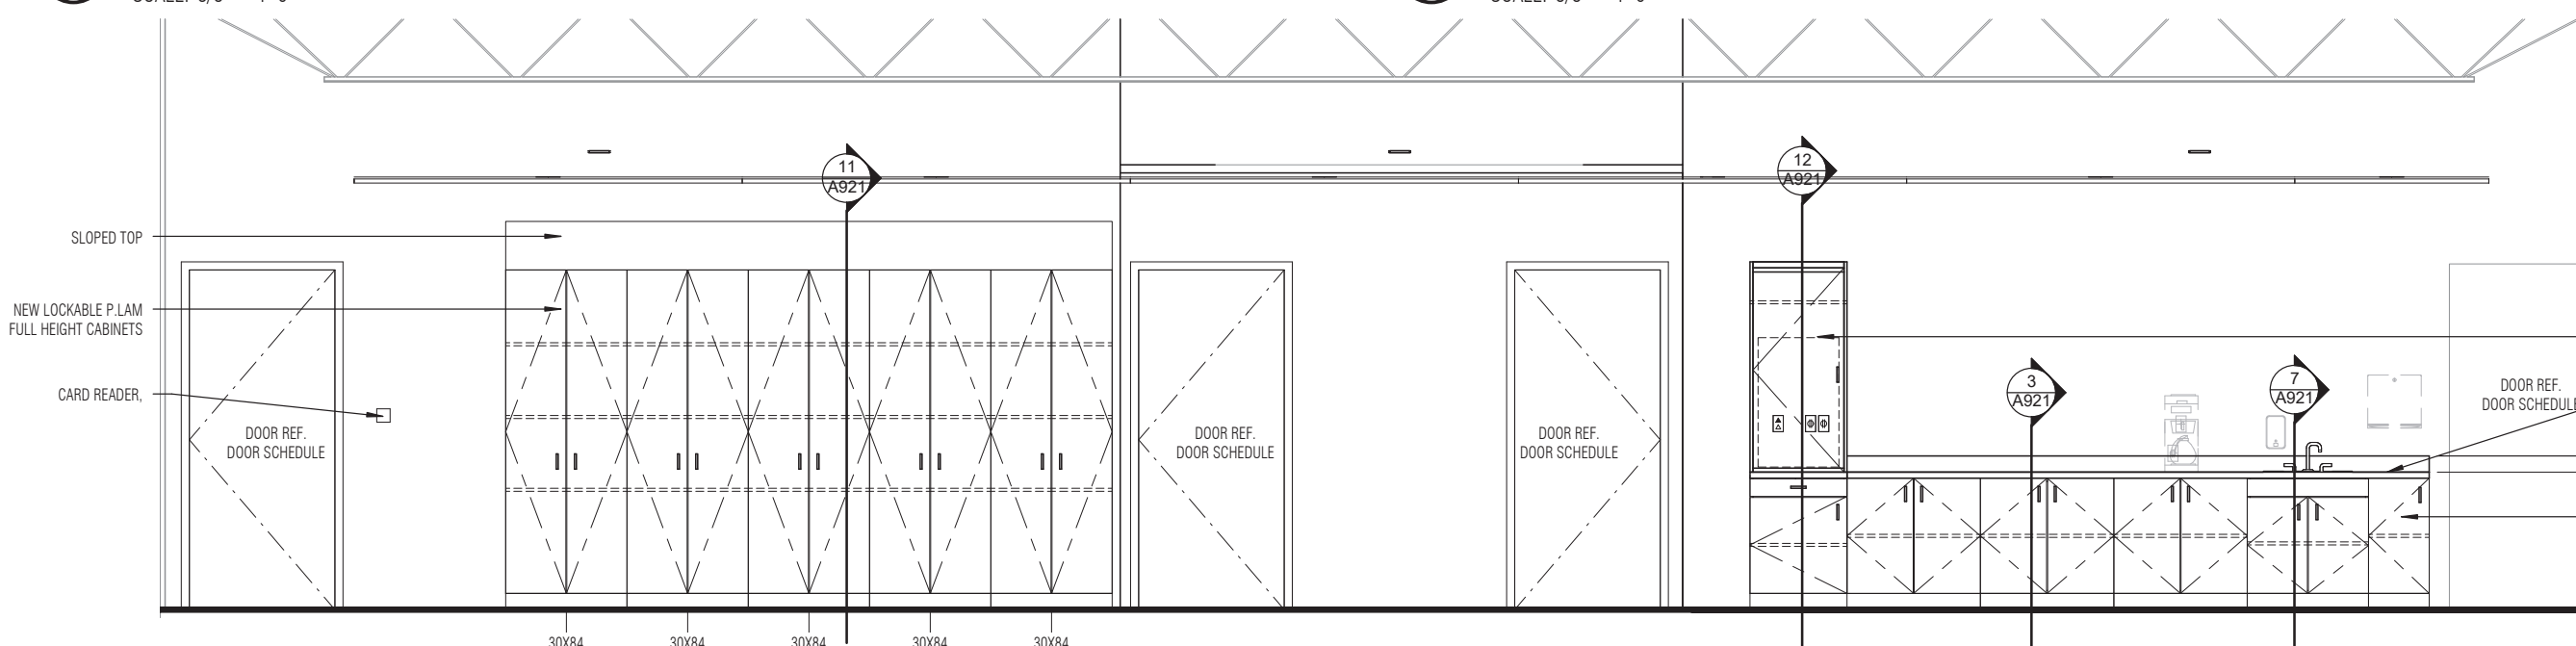 11
A921
12
A921
SLOPED TOP
NEW LOCKABLE P.LAM
FULL HEIGHT CABINETS
CARD READER,
DOOR REF.
DOOR SCHEDULE
DOOR REF.
DOOR SCHEDULE
DOOR REF.
DOOR SCHEDULE
3
A921
7
A921
DOOR REF.
DOOR SCHEDULE
30X84
30X84
30X84
30X84
30X84